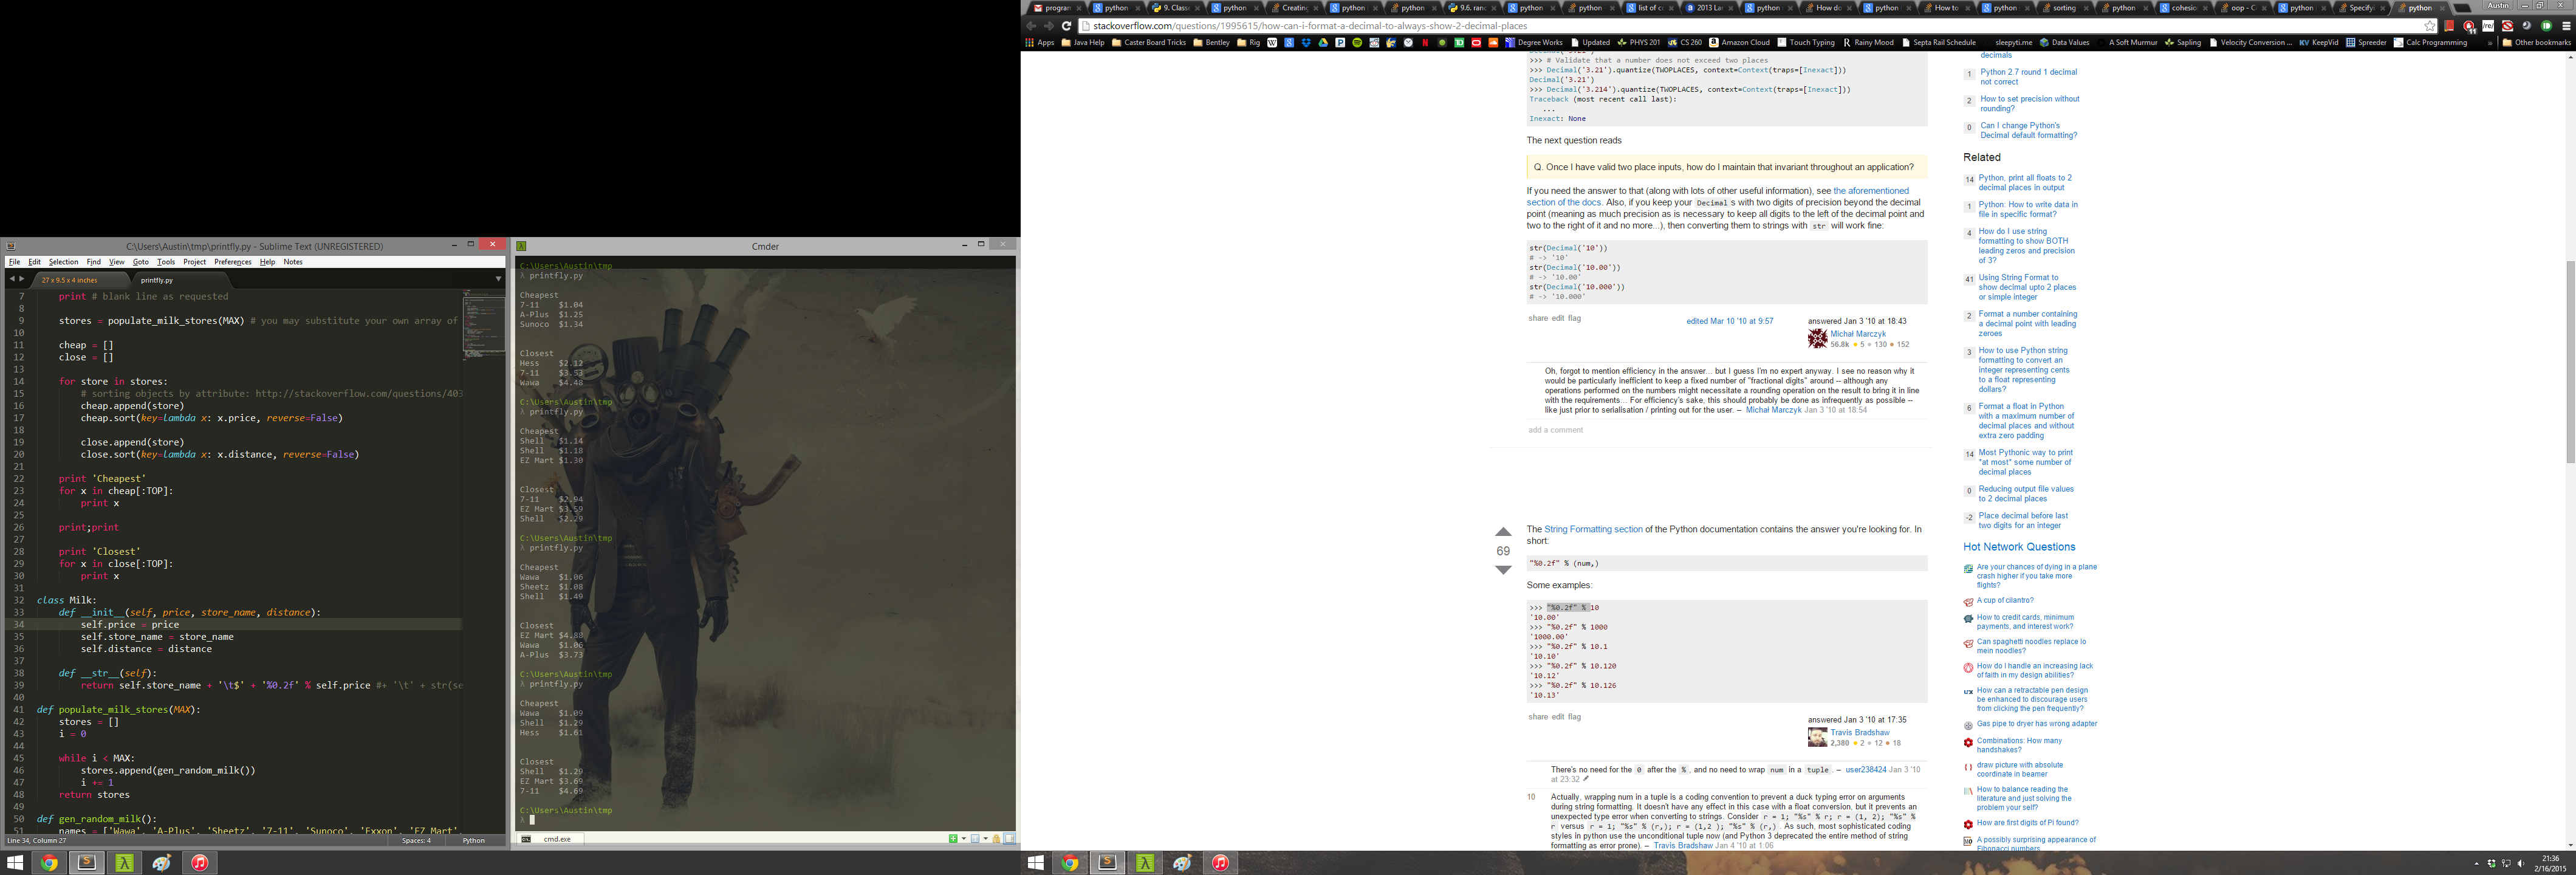 C:\Users\Austin\tmp\printfly.py - Sublime Text (UNREGISTERED)
File Edit Selection Find View Goto Tools Project Preferences Help Notes
27 x 9.5 x 4 inches
printfly.py
7 print # blank line as requested
8
9 stores = populate_milk_stores(MAX) # you may substitute your own array of
10
11 cheap = []
12 close = []
13
14 for store in stores:
15 # sorting objects by attribute: http://stackoverflow.com/questions/403
16 cheap.append(store)
17 cheap.sort(key=lambda x: x.price, reverse=False)
18
19 close.append(store)
20 close.sort(key=lambda x: x.distance, reverse=False)
21
22 print 'Cheapest'
23 for x in cheap[:TOP]:
24 print x
25
26 print;print
27
28 print 'Closest'
29 for x in close[:TOP]:
30 print x
31
32 class Milk:
33 def __init__(self, price, store_name, distance):
34 self.price = price
35 self.store_name = store_name
36 self.distance = distance
37
38 def __str__(self):
39 return self.store_name + '\t$' + '%0.2f' % self.price #+ '\t' + str(se
40
41 def populate_milk_stores(MAX):
42 stores = []
43 i = 0
44
45 while i < MAX:
46 stores.append(gen_random_milk())
47 i += 1
48 return stores
49
50 def gen_random_milk():
51 names = ['Wawa', 'A-Plus', 'Sheetz', '7-11', 'Sunoco', 'Exxon', 'EZ Mart',
Line 34, Column 27
Spaces: 4
Python
Cmder
C:\Users\Austin\tmp
λ printfly.py
Cheapest
7-11 $1.04
A-Plus $1.25
Sunoco $1.34
Closest
Hess $2.12
7-11 $3.53
Wawa $4.48
C:\Users\Austin\tmp
λ printfly.py
Cheapest
Shell $1.14
Shell $1.18
EZ Mart $1.30
Closest
7-11 $2.94
EZ Mart $3.59
Shell $2.29
C:\Users\Austin\tmp
λ printfly.py
Cheapest
Wawa $1.06
Sheetz $1.08
Shell $1.49
Closest
EZ Mart $4.88
Wawa $1.06
A-Plus $3.73
C:\Users\Austin\tmp
λ printfly.py
Cheapest
Wawa $1.09
Shell $1.29
Hess $1.61
Closest
Shell $1.29
EZ Mart $3.69
7-11 $4.69
C:\Users\Austin\tmp
λ
cmd.exe
program python 9. Classe python Creating python python 9.6. ran python python list of cc 2013 La python How do python How to python sorting python cohesio oop - C python Specifyi python Austin
stackoverflow.com/questions/1995615/how-can-i-format-a-decimal-to-always-show-2-decimal-places
Apps Java Help Caster Board Tricks Bentley Rig Degree Works Updated PHYS 201 CS 260 Amazon Cloud Touch Typing Rainy Mood Septa Rail Schedule sleepyti.me Data Values A Soft Murmur Sapling Velocity Conversion ... KeepVid Spreeder Calc Programming » Other bookmarks
>>> # Validate that a number does not exceed two places
>>> Decimal('3.21').quantize(TWOPLACES, context=Context(traps=[Inexact]))
Decimal('3.21')
>>> Decimal('3.214').quantize(TWOPLACES, context=Context(traps=[Inexact]))
Traceback (most recent call last):
...
Inexact: None
The next question reads
Q. Once I have valid two place inputs, how do I maintain that invariant throughout an application?
If you need the answer to that (along with lots of other useful information), see the aforementioned
section of the docs. Also, if you keep your Decimal s with two digits of precision beyond the decimal
point (meaning as much precision as is necessary to keep all digits to the left of the decimal point and
two to the right of it and no more...), then converting them to strings with str will work fine:
str(Decimal('10'))
# -> '10'
str(Decimal('10.00'))
# -> '10.00'
str(Decimal('10.000'))
# -> '10.000'
share edit flag
edited Mar 10 '10 at 9:57
answered Jan 3 '10 at 18:43
Michał Marczyk
56.8k 5 130 152
Oh, forgot to mention efficiency in the answer... but I guess I'm no expert anyway. I see no reason why it
would be particularly inefficient to keep a fixed number of "fractional digits" around -- although any
operations performed on the numbers might necessitate a rounding operation on the result to bring it in line
with the requirements... For efficiency's sake, this should probably be done as infrequently as possible --
like just prior to serialisation / printing out for the user. – Michał Marczyk Jan 3 '10 at 18:54
add a comment
69
The String Formatting section of the Python documentation contains the answer you're looking for. In
short:
"%0.2f" % (num,)
Some examples:
>>> "%0.2f" % 10
'10.00'
>>> "%0.2f" % 1000
'1000.00'
>>> "%0.2f" % 10.1
'10.10'
>>> "%0.2f" % 10.120
'10.12'
>>> "%0.2f" % 10.126
'10.13'
share edit flag
answered Jan 3 '10 at 17:35
Travis Bradshaw
2,380 2 12 18
There's no need for the 0 after the %, and no need to wrap num in a tuple. – user238424 Jan 3 '10
at 23:32
10 Actually, wrapping num in a tuple is a coding convention to prevent a duck typing error on arguments
during string formatting. It doesn't have any effect in this case with a float conversion, but it prevents an
unexpected type error when converting to strings. Consider r = 1; "%s" % r; r = (1, 2); "%s" %
r versus r = 1; "%s" % (r,); r = (1,2 ); "%s" % (r,). As such, most sophisticated coding
styles in python use the unconditional tuple now (and Python 3 deprecated the entire method of string
formatting as error prone). – Travis Bradshaw Jan 4 '10 at 1:06
decimals
1 Python 2.7 round 1 decimal
not correct
2 How to set precision without
rounding?
0 Can I change Python's
Decimal default formatting?
Related
14 Python, print all floats to 2
decimal places in output
1 Python: How to write data in
file in specific format?
4 How do I use string
formatting to show BOTH
leading zeros and precision
of 3?
41 Using String Format to
show decimal upto 2 places
or simple integer
2 Format a number containing
a decimal point with leading
zeroes
3 How to use Python string
formatting to convert an
integer representing cents
to a float representing
dollars?
6 Format a float in Python
with a maximum number of
decimal places and without
extra zero padding
14 Most Pythonic way to print
"at most" some number of
decimal places
0 Reducing output file values
to 2 decimal places
-2 Place decimal before last
two digits for an integer
Hot Network Questions
Are your chances of dying in a plane
crash higher if you take more
flights?
A cup of cilantro?
How to credit cards, minimum
payments, and interest work?
Can spaghetti noodles replace lo
mein noodles?
How do I handle an increasing lack
of faith in my design abilities?
How can a retractable pen design
be enhanced to discourage users
from clicking the pen frequently?
Gas pipe to dryer has wrong adapter
Combinations: How many
handshakes?
draw picture with absolute
coordinate in beamer
How to balance reading the
literature and just solving the
problem your self?
How are first digits of Pi found?
A possibly surprising appearance of
Fibonacci numbers
21:36
2/16/2015